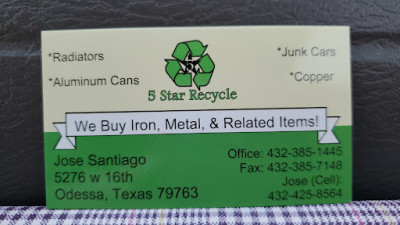 *Radiators
*Junk Cars
*Aluminum Cans
*Copper
5
5 Star Recycle
We Buy Iron, Metal, & Related Items!
Jose Santiago
5276 w 16th
Odessa, Texas 79763
Office: 432-385-1445
Fax: 432-385-7148
Jose (Cell):
432-425-8564